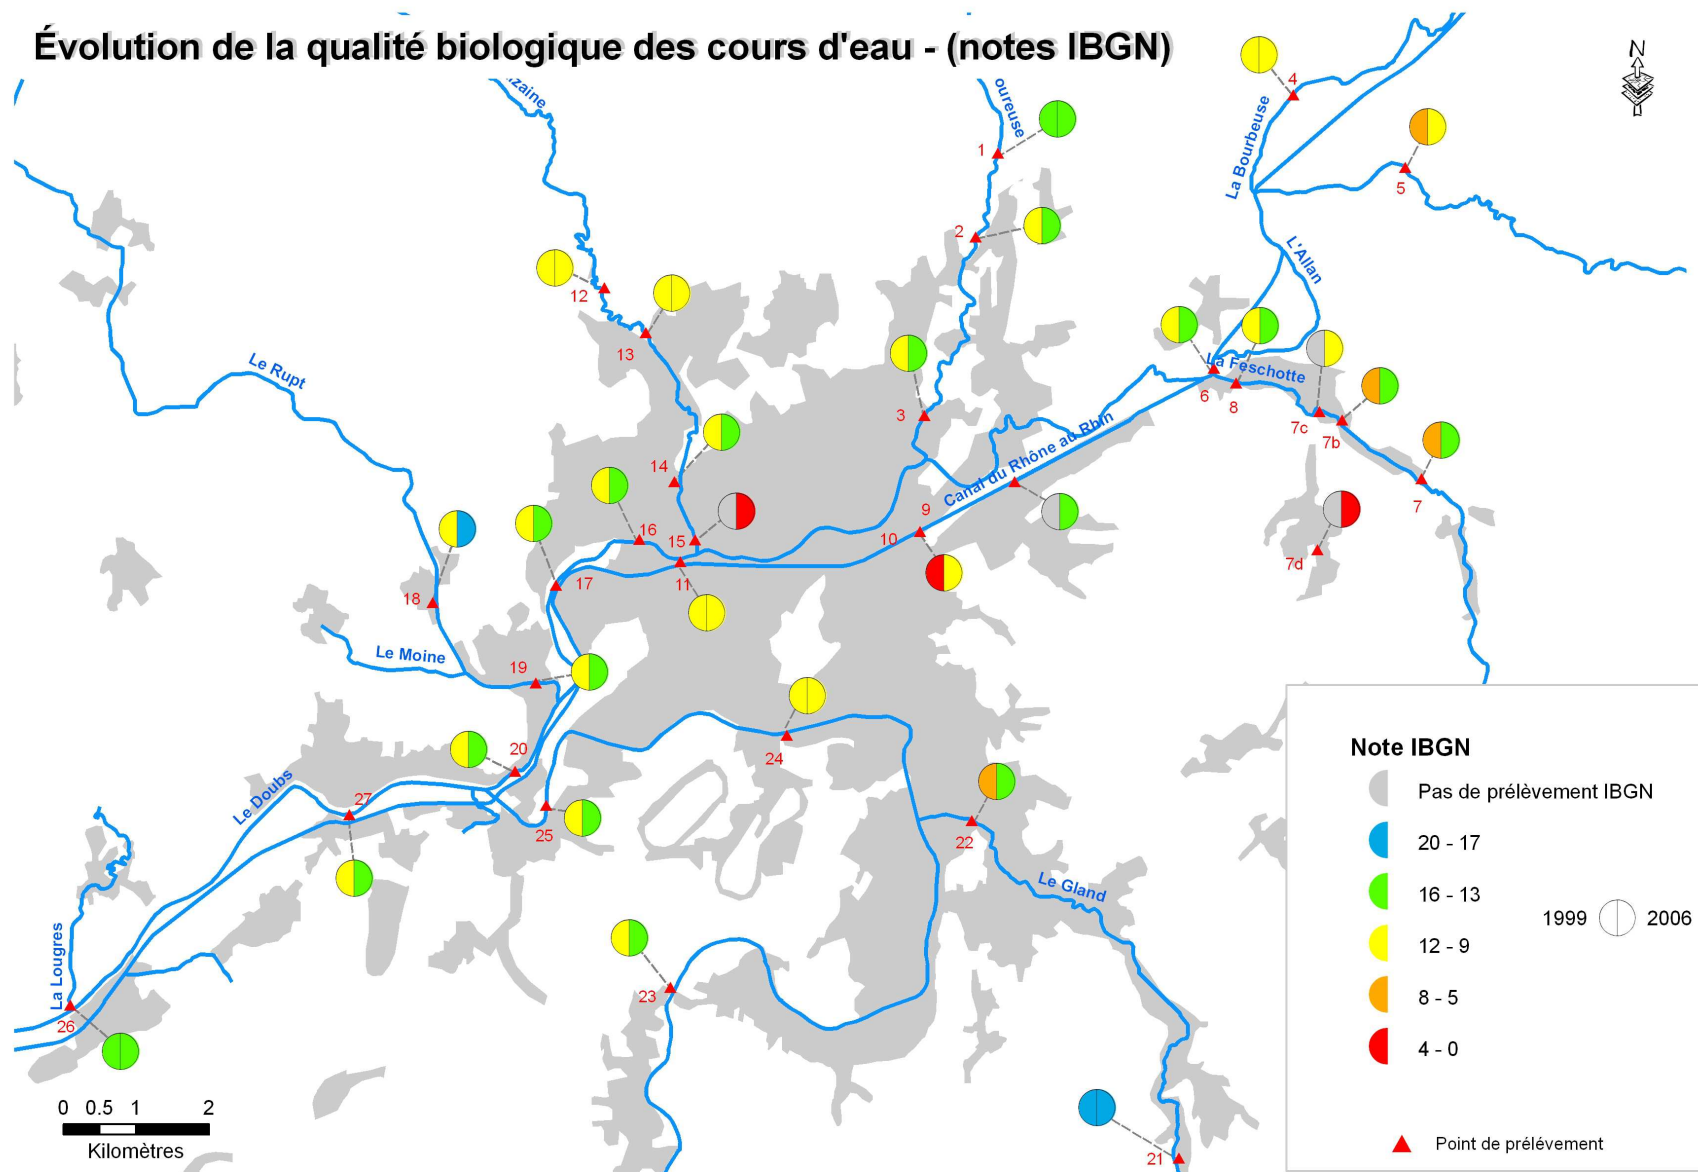 Évolution de la qualité biologique des cours d'eau - (notes IBGN)
N
zaine
oureuse
4
La Bourbeuse
1
5
2
L'Allan
12
13
Le Rupt
La Feschotte
3
6
8
7c
7b
Canal du Rhône au Rhin
14
7
9
16
15
10
7d
11
17
18
Le Moine
19
24
20
Le Doubs
27
25
22
Le Gland
La Lougres
23
26
21
Note IBGN
Pas de prélèvement IBGN
20 - 17
16 - 13
12 - 9
8 - 5
4 - 0
1999
2006
Point de prélévement
0 0.5 1 2
Kilomètres